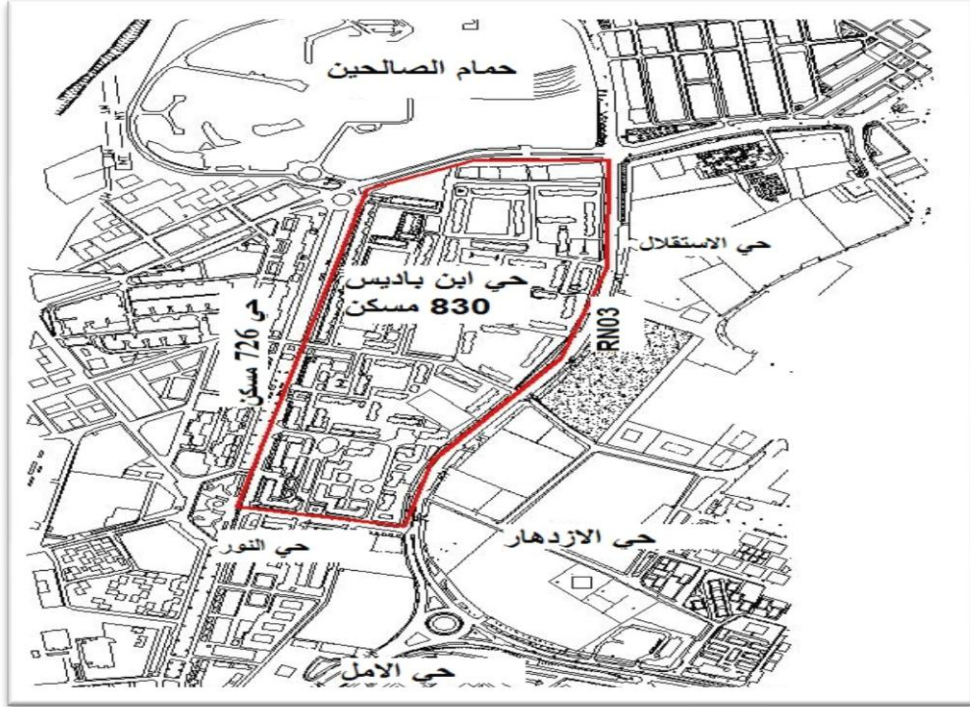 حمام الصالحين
حي الاستقلال
حي ابن باديس
830 مسكن
حي 726 مسكن
RN03
حي الازدهار
حي النور
حي الامل